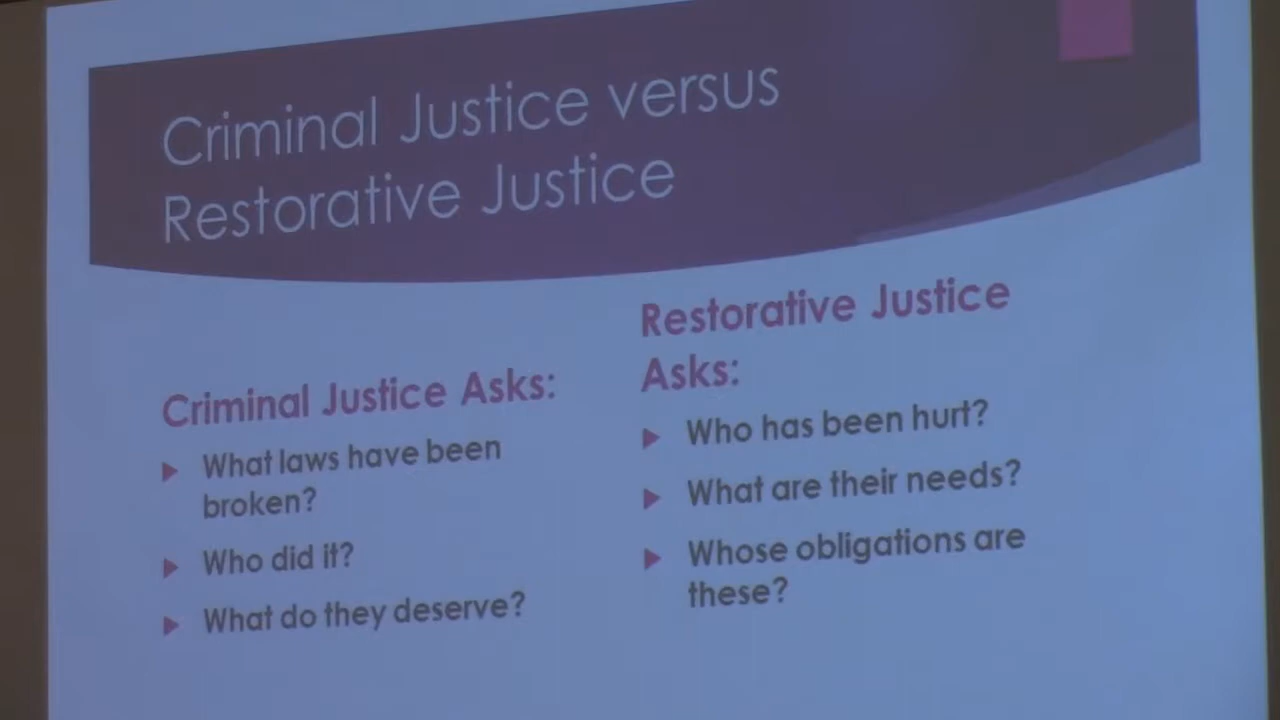 Criminal Justice versus
Restorative Justice
Criminal Justice Asks:
What laws have been
broken?
Who did it?
What do they deserve?
Restorative Justice
Asks:
Who has been hurt?
What are their needs?
Whose obligations are
these?